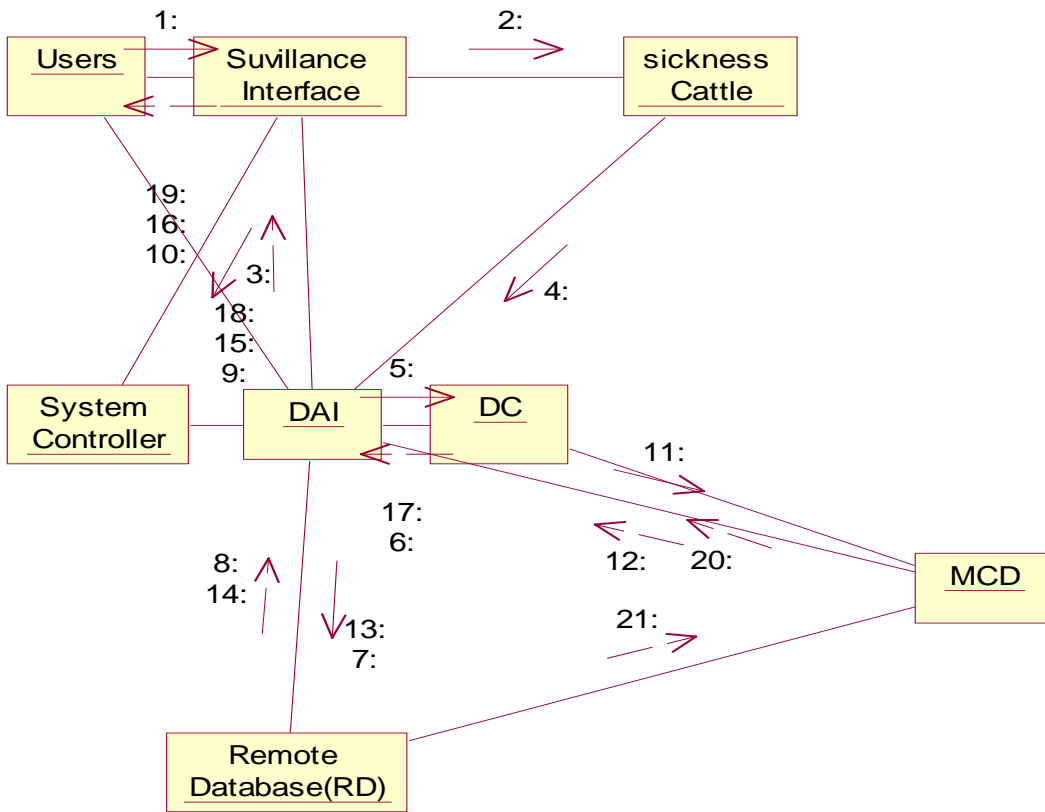 1:
2:
Users
Suvillance
Interface
sickness
Cattle
19:
16:
10:
3:
4:
18:
15:
9:
5:
System
Controller
DAI
DC
11:
17:
6:
12:
20:
8:
14:
MCD
13:
7:
21:
Remote
Database(RD)